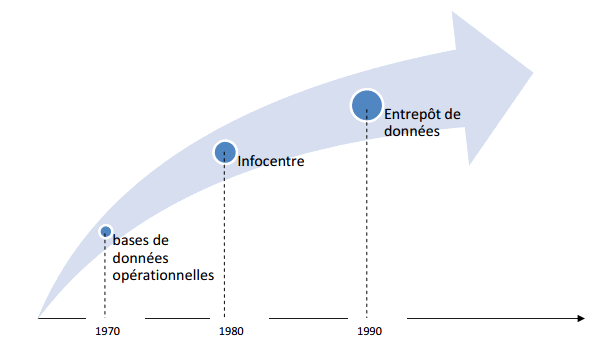 Entrepôt de
données
Infocentre
bases de
données
opérationnelles
1970
1980
1990